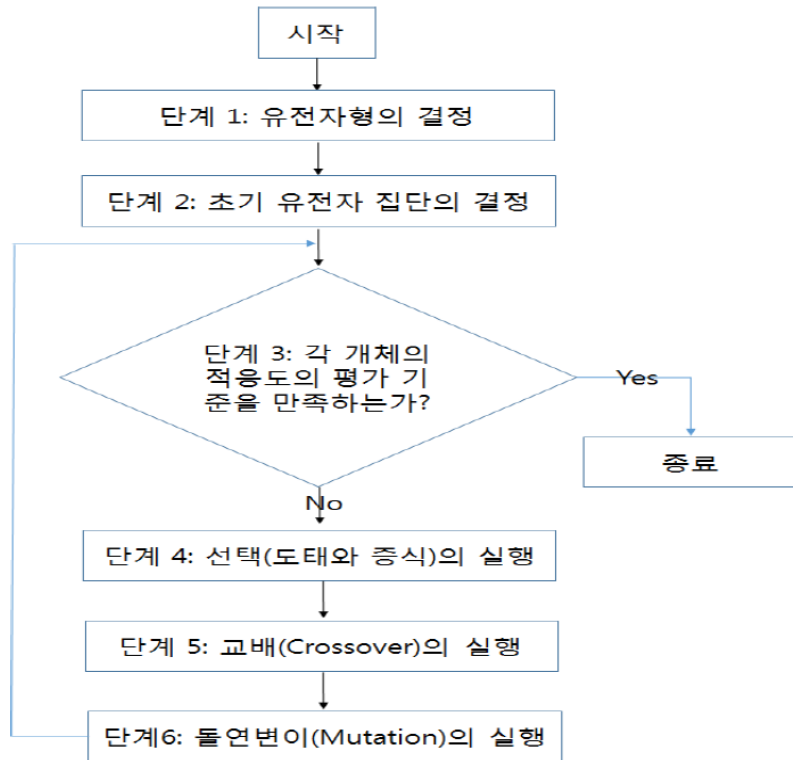 시작
단계 1: 유전자형의 결정
단계 2: 초기 유전자 집단의 결정
단계 3: 각 개체의
적응도의 평가 기
준을 만족하는가?
Yes
종료
No
단계 4: 선택(도태와 증식)의 실행
단계 5: 교배(Crossover)의 실행
단계6: 돌연변이(Mutation)의 실행